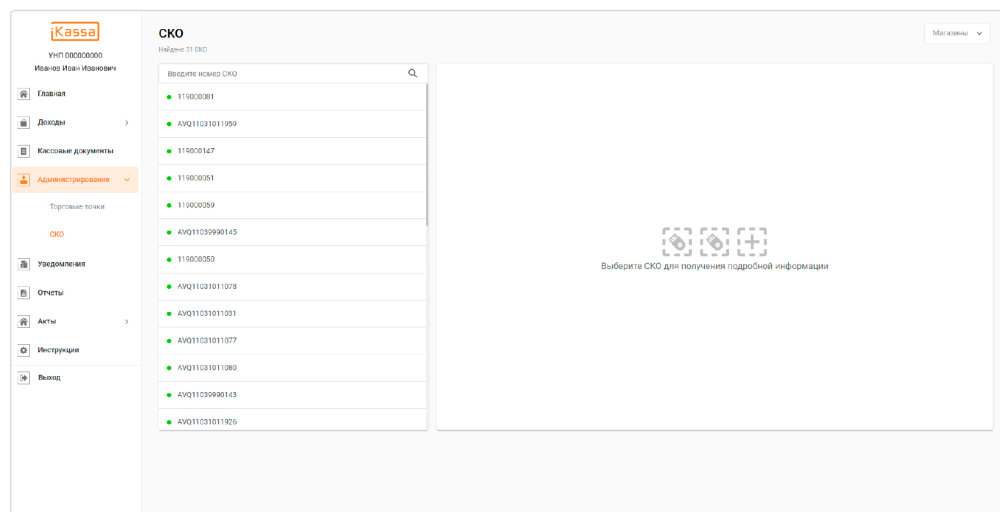 iKassa
УНП 000000000
Иванов Иван Иванович
Главная
Доходы
Кассовые документы
Администрирование
Торговые точки
СКО
Уведомления
Отчеты
Акты
Инструкции
Выход
СКО
Найдено 21 СКО
Магазины
Введите номер СКО
119000081
AVQ11031011959
119000147
119000051
119000059
AVQ11039990145
119000050
AVQ11031011078
AVQ11031011031
AVQ11031011077
AVQ11031011080
AVQ11039990143
AVQ11031011926
Выберите СКО для получения подробной информации